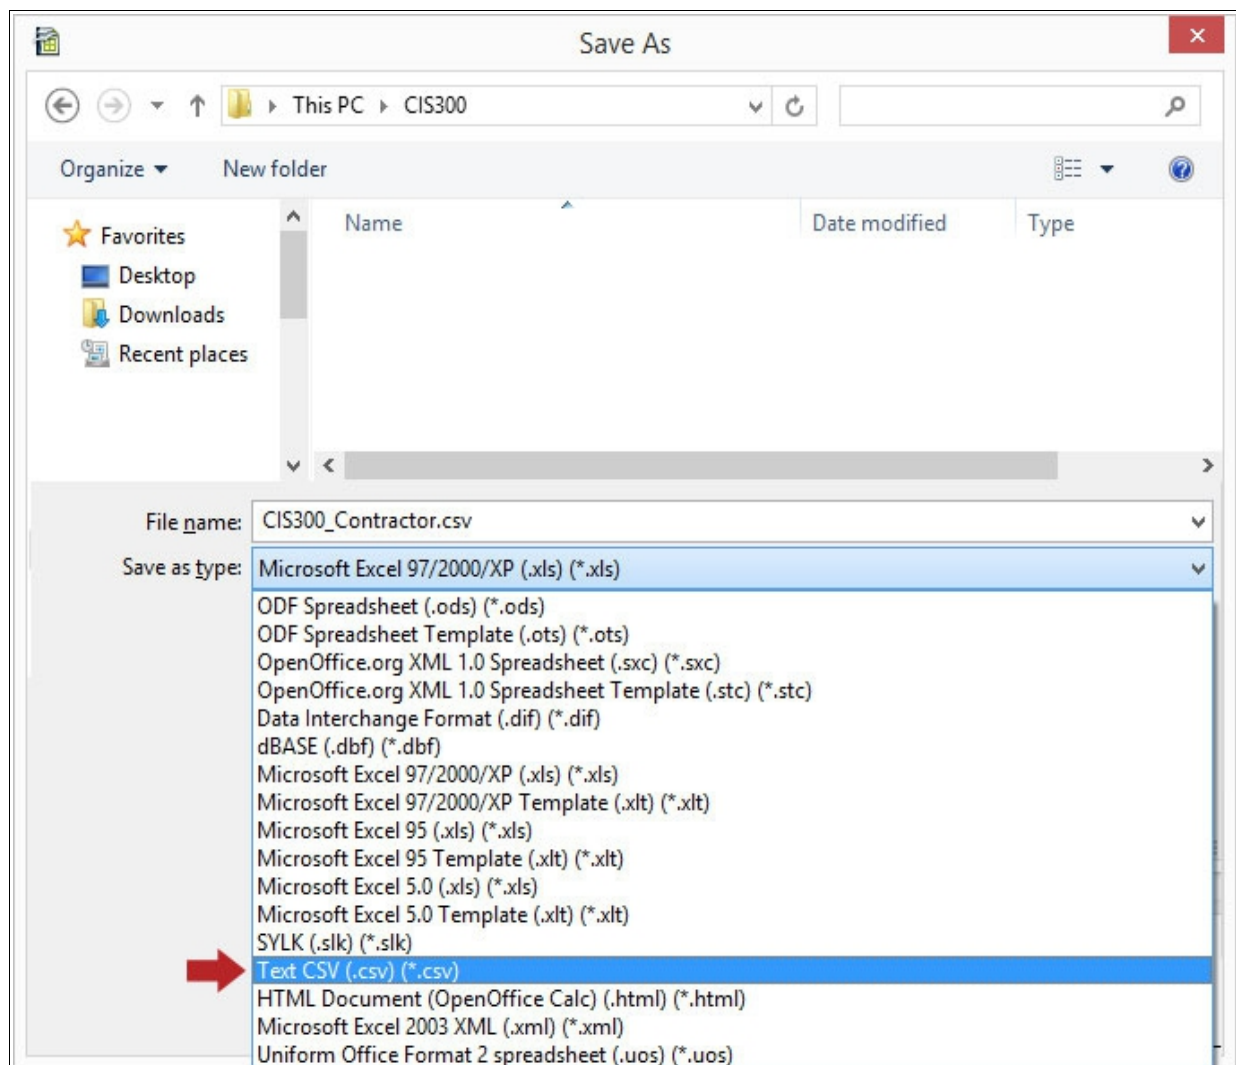 Save As
This PC CIS300
Organize New folder
Name Date modified Type
Favorites
Desktop
Downloads
Recent places
File name: CIS300_Contractor.csv
Save as type: Microsoft Excel 97/2000/XP (.xls) (*.xls)
ODF Spreadsheet (.ods) (*.ods)
ODF Spreadsheet Template (.ots) (*.ots)
OpenOffice.org XML 1.0 Spreadsheet (.sxc) (*.sxc)
OpenOffice.org XML 1.0 Spreadsheet Template (.stc) (*.stc)
Data Interchange Format (.dif) (*.dif)
dBASE (.dbf) (*.dbf)
Microsoft Excel 97/2000/XP (.xls) (*.xls)
Microsoft Excel 97/2000/XP Template (.xlt) (*.xlt)
Microsoft Excel 95 (.xls) (*.xls)
Microsoft Excel 95 Template (.xlt) (*.xlt)
Microsoft Excel 5.0 (.xls) (*.xls)
Microsoft Excel 5.0 Template (.xlt) (*.xlt)
SYLK (.slk) (*.slk)
Text CSV (.csv) (*.csv)
HTML Document (OpenOffice Calc) (.html) (*.html)
Microsoft Excel 2003 XML (.xml) (*.xml)
Uniform Office Format 2 spreadsheet (.uos) (*.uos)